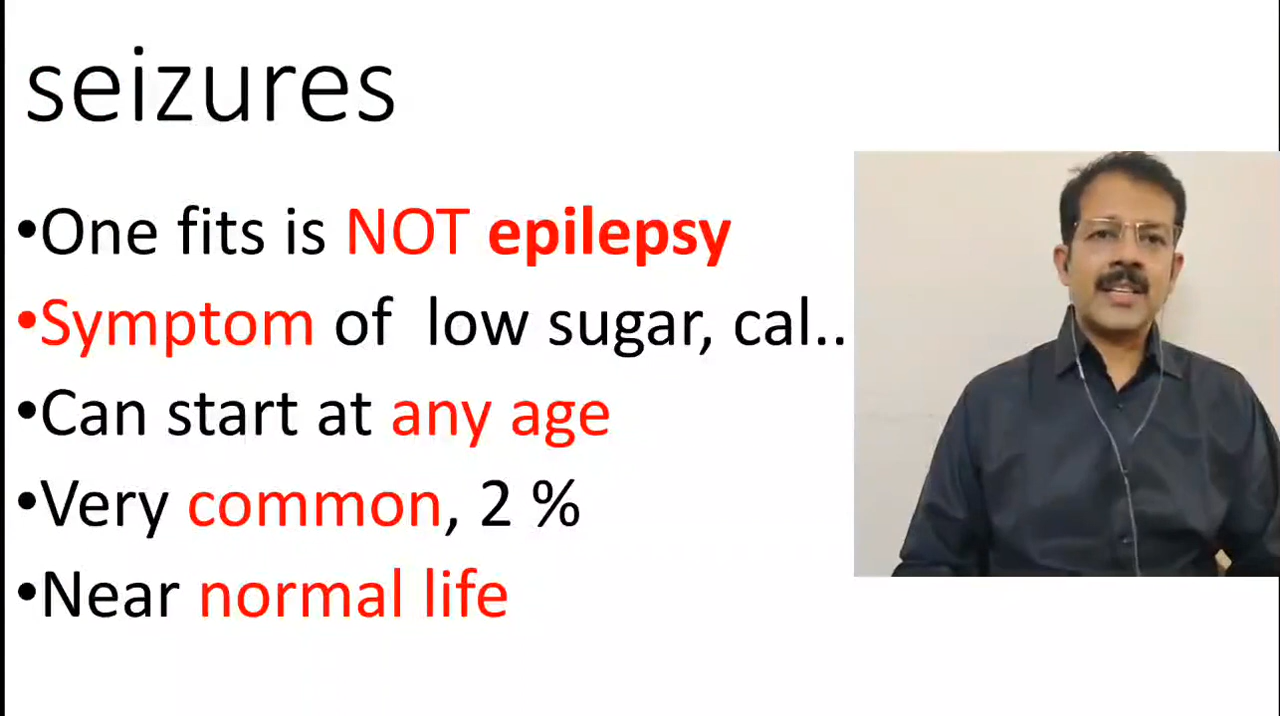 seizures
•One fits is NOT epilepsy
•Symptom of low sugar, cal..
•Can start at any age
•Very common, 2 %
•Near normal life